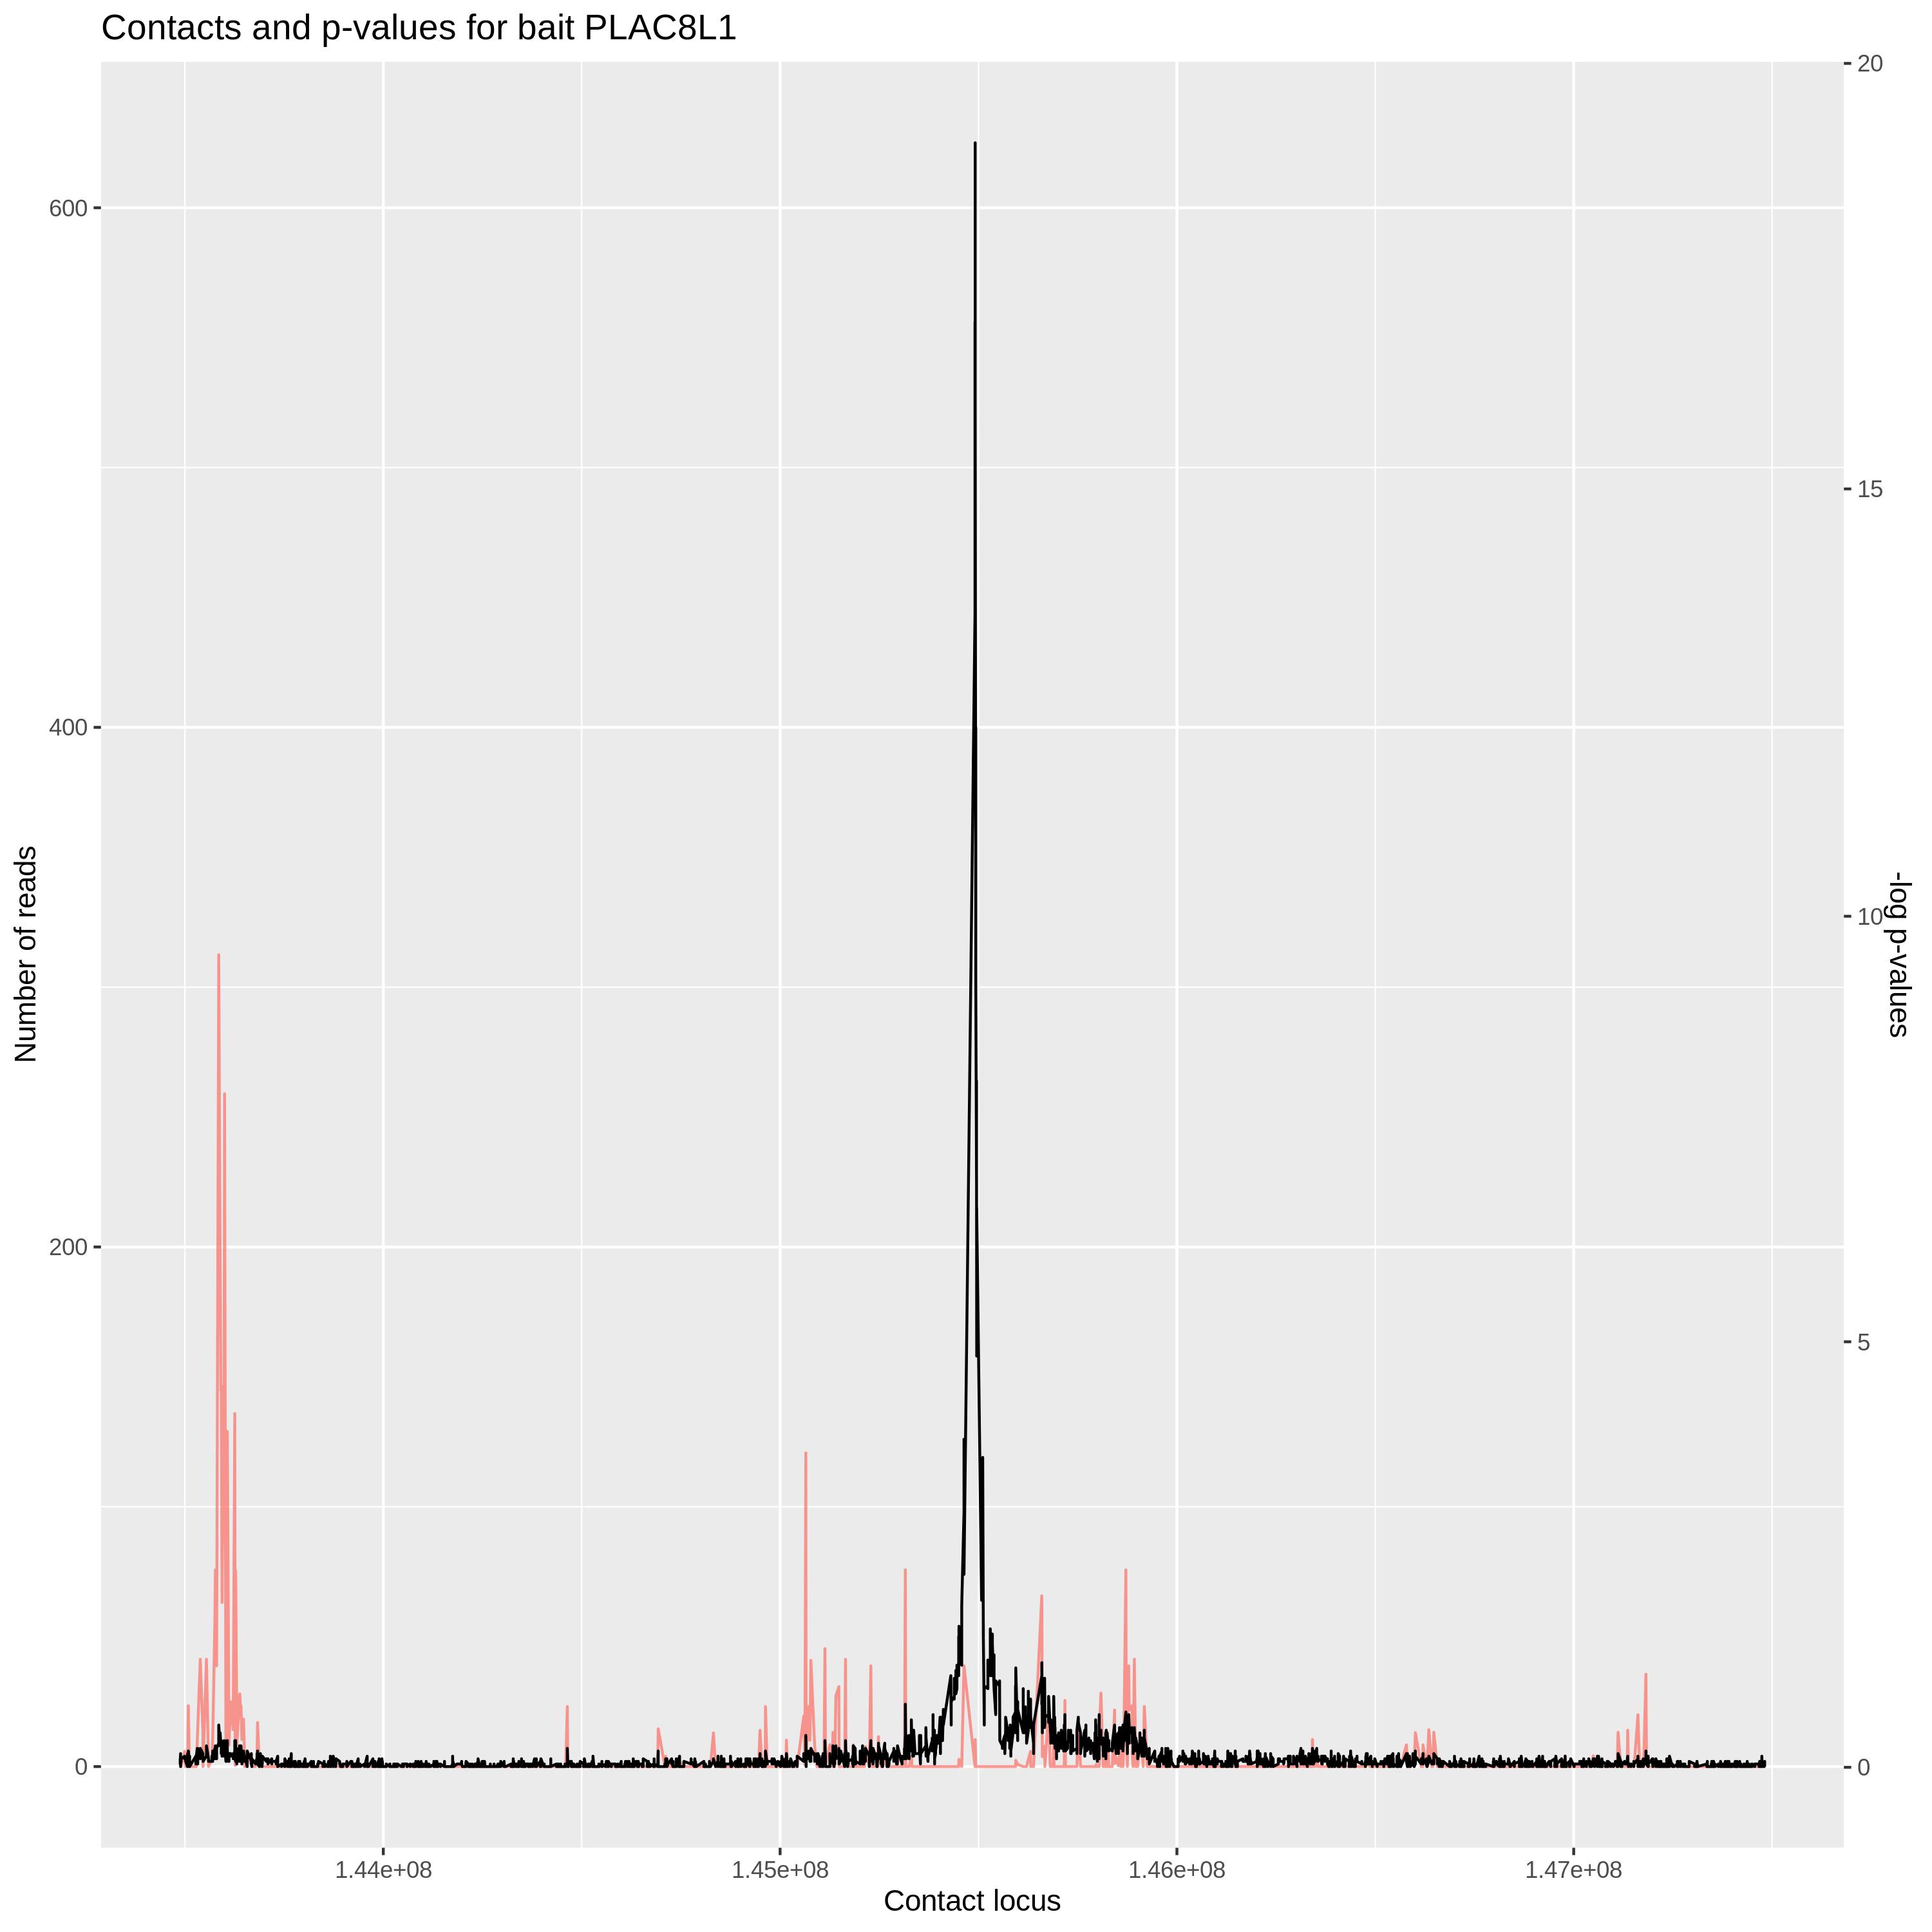 Contacts and p-values for bait PLAC8L1
20
600
15
400
10
Number of reads
-log p-values
200
5
0
0
1.44e+08
1.45e+08
1.46e+08
1.47e+08
Contact locus